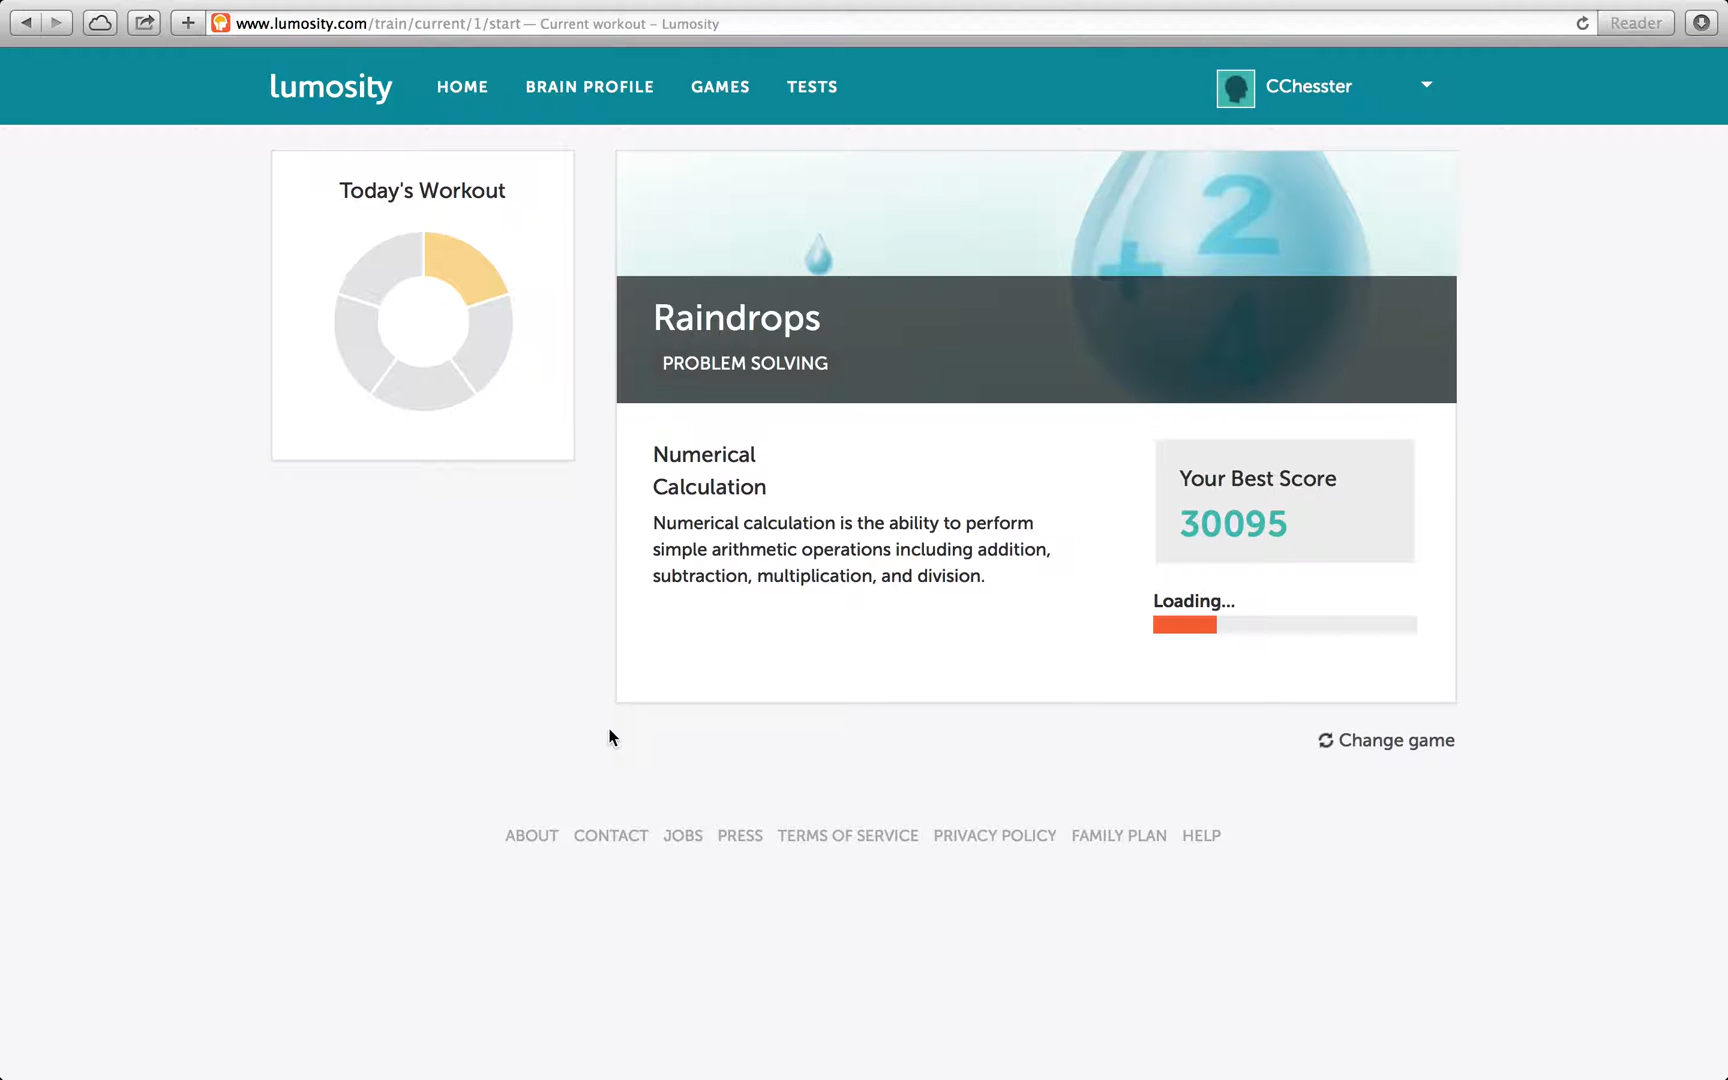 www.lumosity.com/train/current/1/start — Current workout – Lumosity
Reader
lumosity
HOME
BRAIN PROFILE
GAMES
TESTS
CChesster
Today's Workout
2
+
4
Raindrops
PROBLEM SOLVING
Numerical
Calculation
Numerical calculation is the ability to perform
simple arithmetic operations including addition,
subtraction, multiplication, and division.
Your Best Score
30095
Loading...
Change game
ABOUT
CONTACT
JOBS
PRESS
TERMS OF SERVICE
PRIVACY POLICY
FAMILY PLAN
HELP